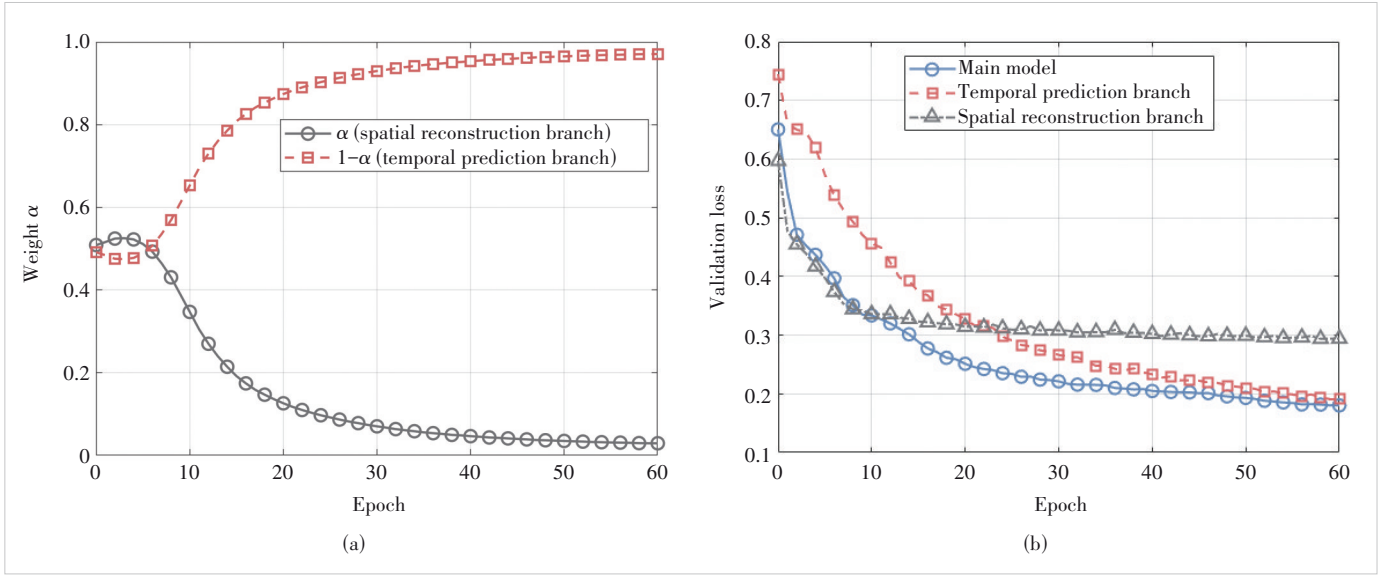 1.0
0.8
0.6
0.4
0.2
0
Weight α
α (spatial reconstruction branch)
1−α (temporal prediction branch)
0 10 20 30 40 50 60
Epoch
(a)
0.8
0.7
0.6
0.5
0.4
0.3
0.2
0.1
Validation loss
Main model
Temporal prediction branch
Spatial reconstruction branch
0 10 20 30 40 50 60
Epoch
(b)